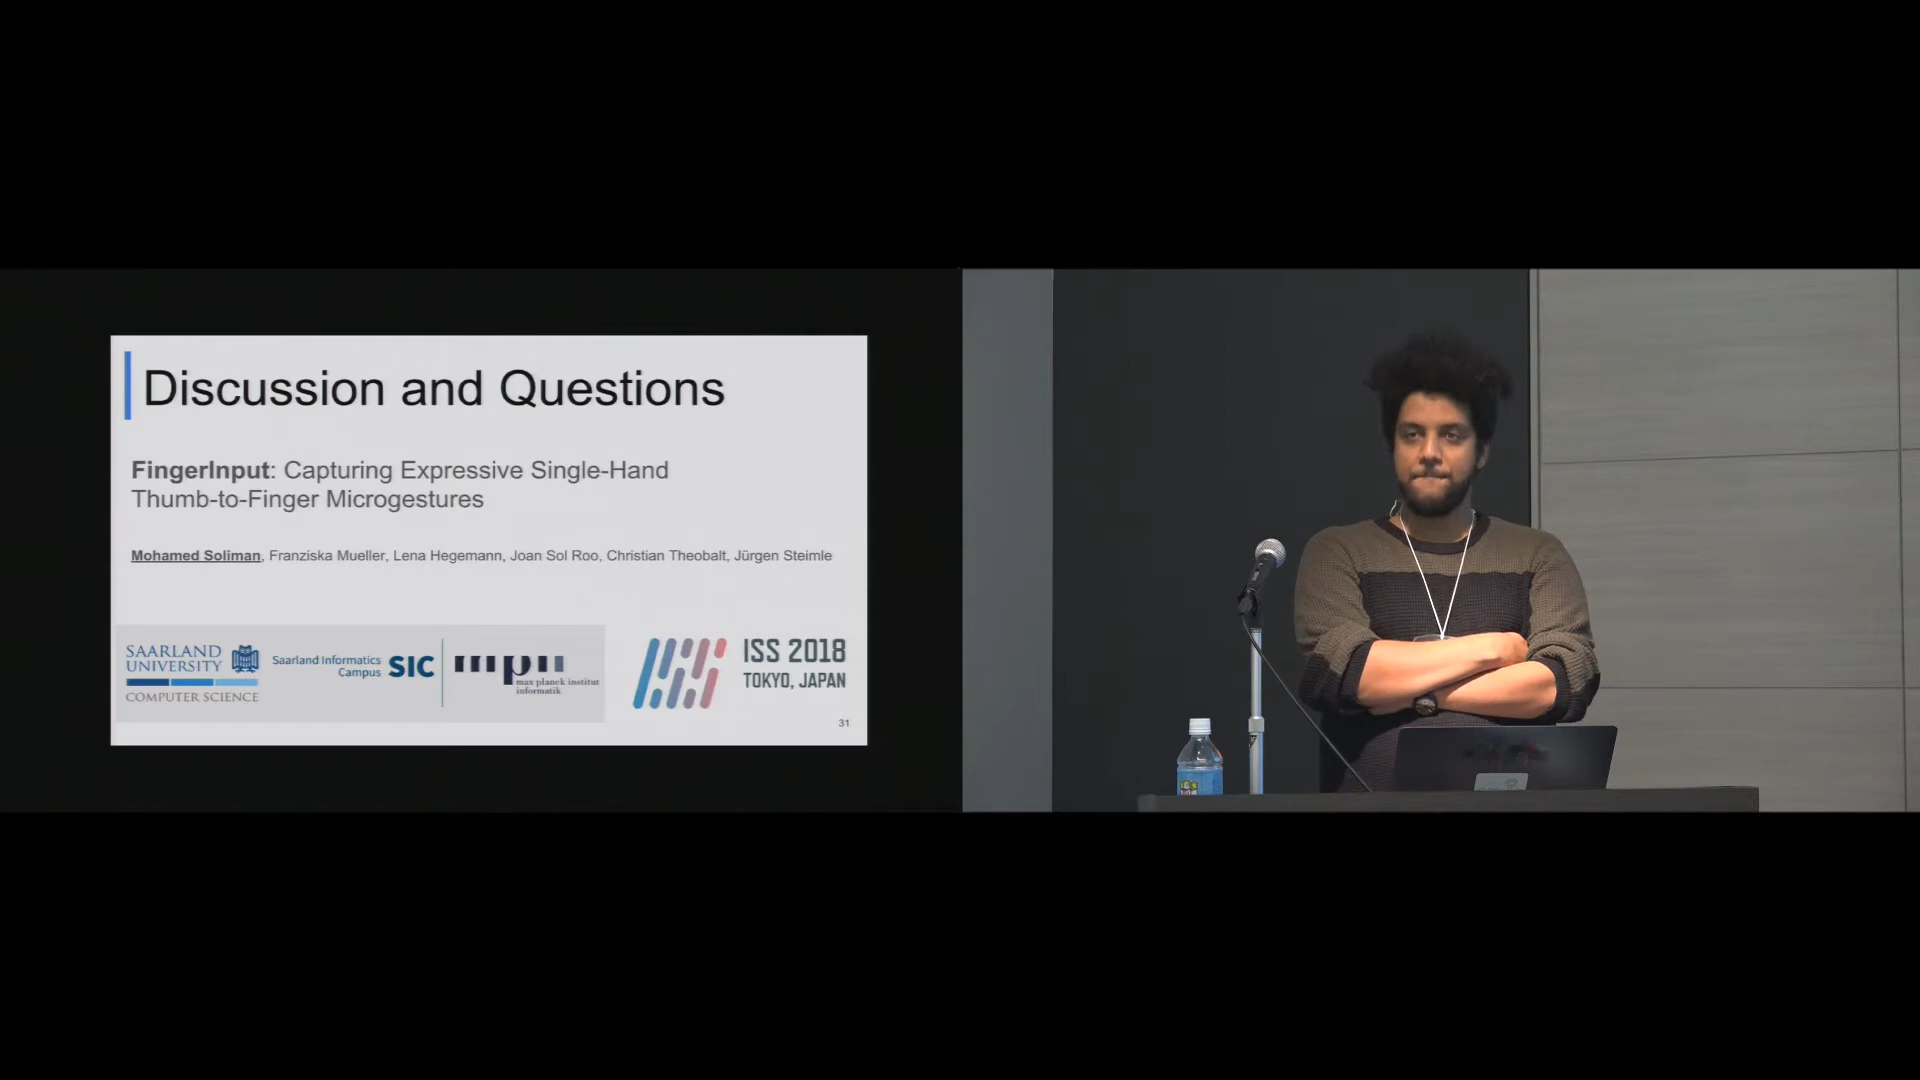 Discussion and Questions
FingerInput: Capturing Expressive Single-Hand
Thumb-to-Finger Microgestures
Mohamed Soliman, Franziska Mueller, Lena Hegemann, Joan Sol Roo, Christian Theobalt, Jürgen Steimle
SAARLAND
UNIVERSITY
COMPUTER SCIENCE
Saarland Informatics
Campus
SIC
mpii
max planck institut
informatik
ISS 2018
TOKYO, JAPAN
31